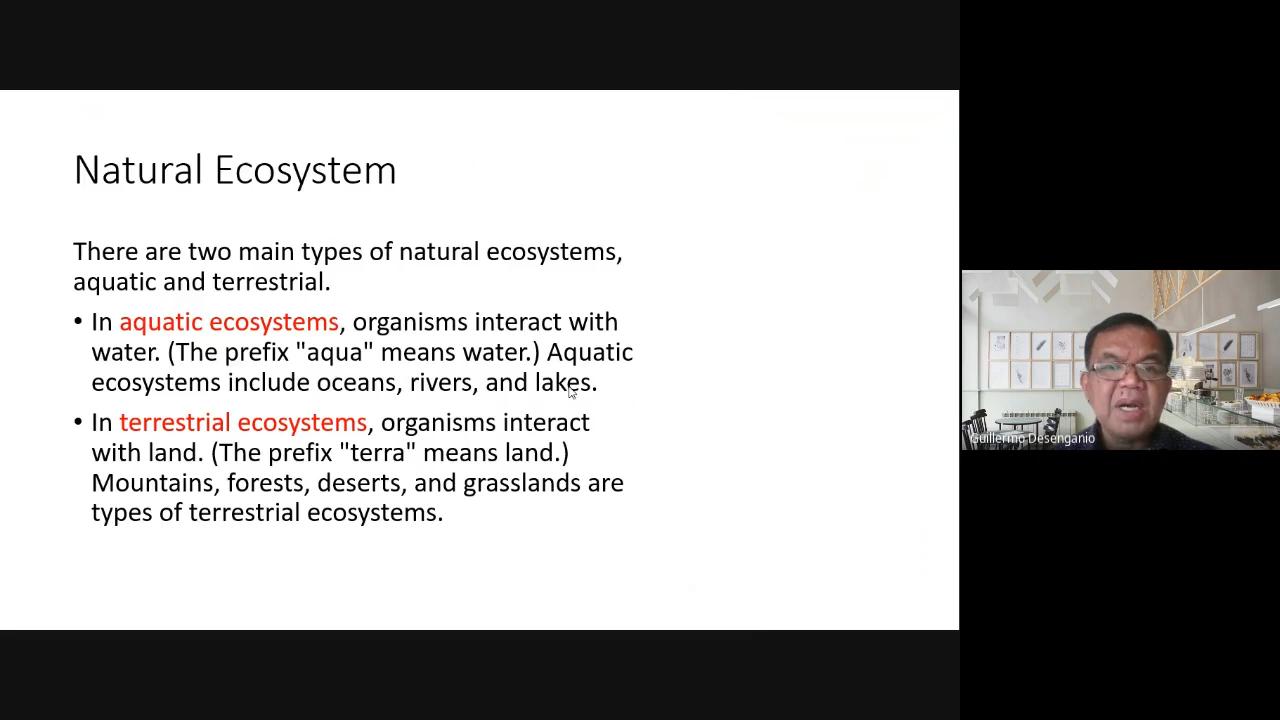 Natural Ecosystem
There are two main types of natural ecosystems,
aquatic and terrestrial.
• In aquatic ecosystems, organisms interact with
water. (The prefix "aqua" means water.) Aquatic
ecosystems include oceans, rivers, and lakes.
• In terrestrial ecosystems, organisms interact
with land. (The prefix "terra" means land.)
Mountains, forests, deserts, and grasslands are
types of terrestrial ecosystems.
Guillermo Desenganio